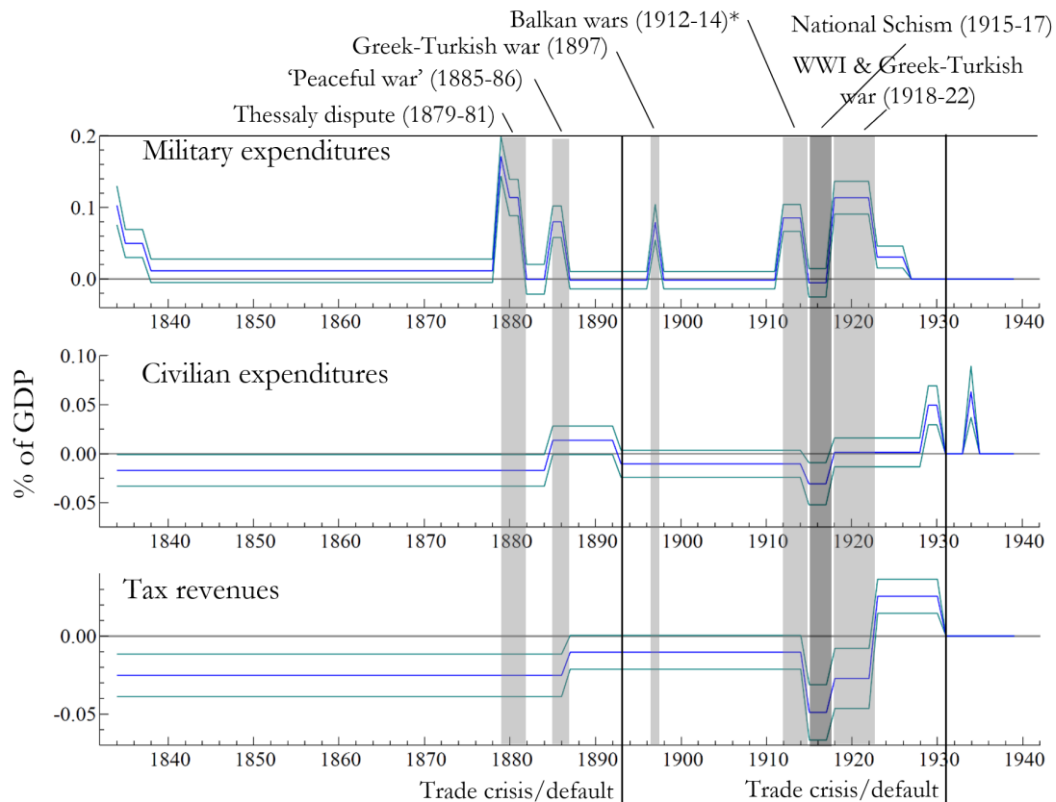 Balkan wars (1912-14)*
National Schism (1915-17)
Greek-Turkish war (1897)
WWI & Greek-Turkish
war (1918-22)
'Peaceful war' (1885-86)
Thessaly dispute (1879-81)
Military expenditures
0.2
0.1
0.0
1840 1850 1860 1870 1880 1890 1900 1910 1920 1930 1940
% of GDP
Civilian expenditures
0.10
0.05
0.00
-0.05
1840 1850 1860 1870 1880 1890 1900 1910 1920 1930 1940
Tax revenues
0.00
-0.05
1840 1850 1860 1870 1880 1890 1900 1910 1920 1930 1940
Trade crisis/default Trade crisis/default